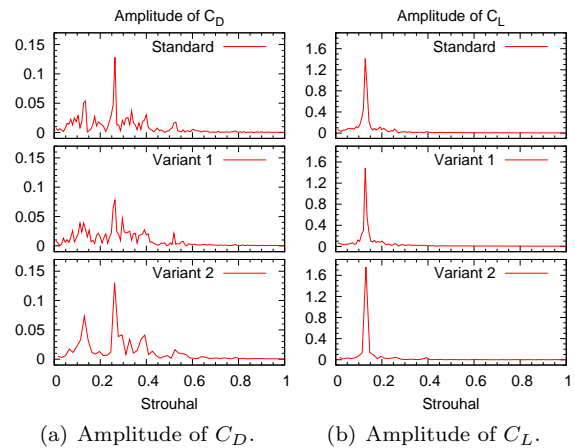 Amplitude of C_D
Amplitude of C_L
Standard
0.15
0.1
0.05
0
Standard
1.6
1.2
0.8
0.4
0
Variant 1
0.15
0.1
0.05
0
Variant 1
1.6
1.2
0.8
0.4
0
Variant 2
0.15
0.1
0.05
0
Variant 2
1.6
1.2
0.8
0.4
0
0 0.2 0.4 0.6 0.8 1
0 0.2 0.4 0.6 0.8 1
Strouhal
Strouhal
(a) Amplitude of C_D.
(b) Amplitude of C_L.